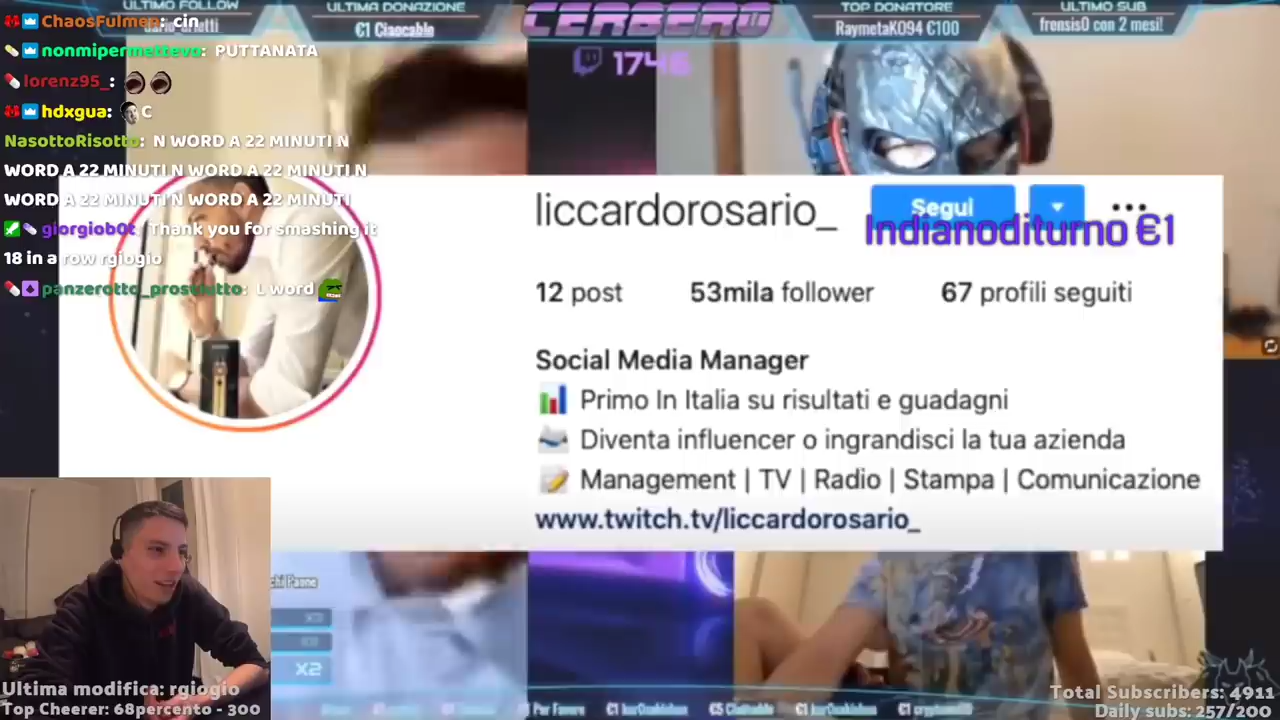 ULTIMO FOLLOW
ULTIMA DONAZIONE
€1 Ciaocable
CERBERO
TOP DONATORE
RaymetaKO94 €100
ULTIMO SUB
frensis0 con 2 mesi!
ChaosFulmen: cin
nonmipermettevo: PUTTANATA
lorenz95_:
hdxgua: C
NasottoRisotto: N WORD A 22 MINUTI N
WORD A 22 MINUTI N WORD A 22 MINUTI N
WORD A 22 MINUTI N WORD A 22 MINUTI
giorgiob0t: Thank you for smashing it
18 in a row rgiogio
panzerotto_prosciutto: L word
liccardorosario_
Segui
Indianoditurno €1
12 post 53mila follower 67 profili seguiti
Social Media Manager
Primo In Italia su risultati e guadagni
Diventa influencer o ingrandisci la tua azienda
Management | TV | Radio | Stampa | Comunicazione
www.twitch.tv/liccardorosario_
X2
Ultima modifica: rgiogio
Top Cheerer: 68percento - 300
Total Subscribers: 4911
Daily subs: 257/200